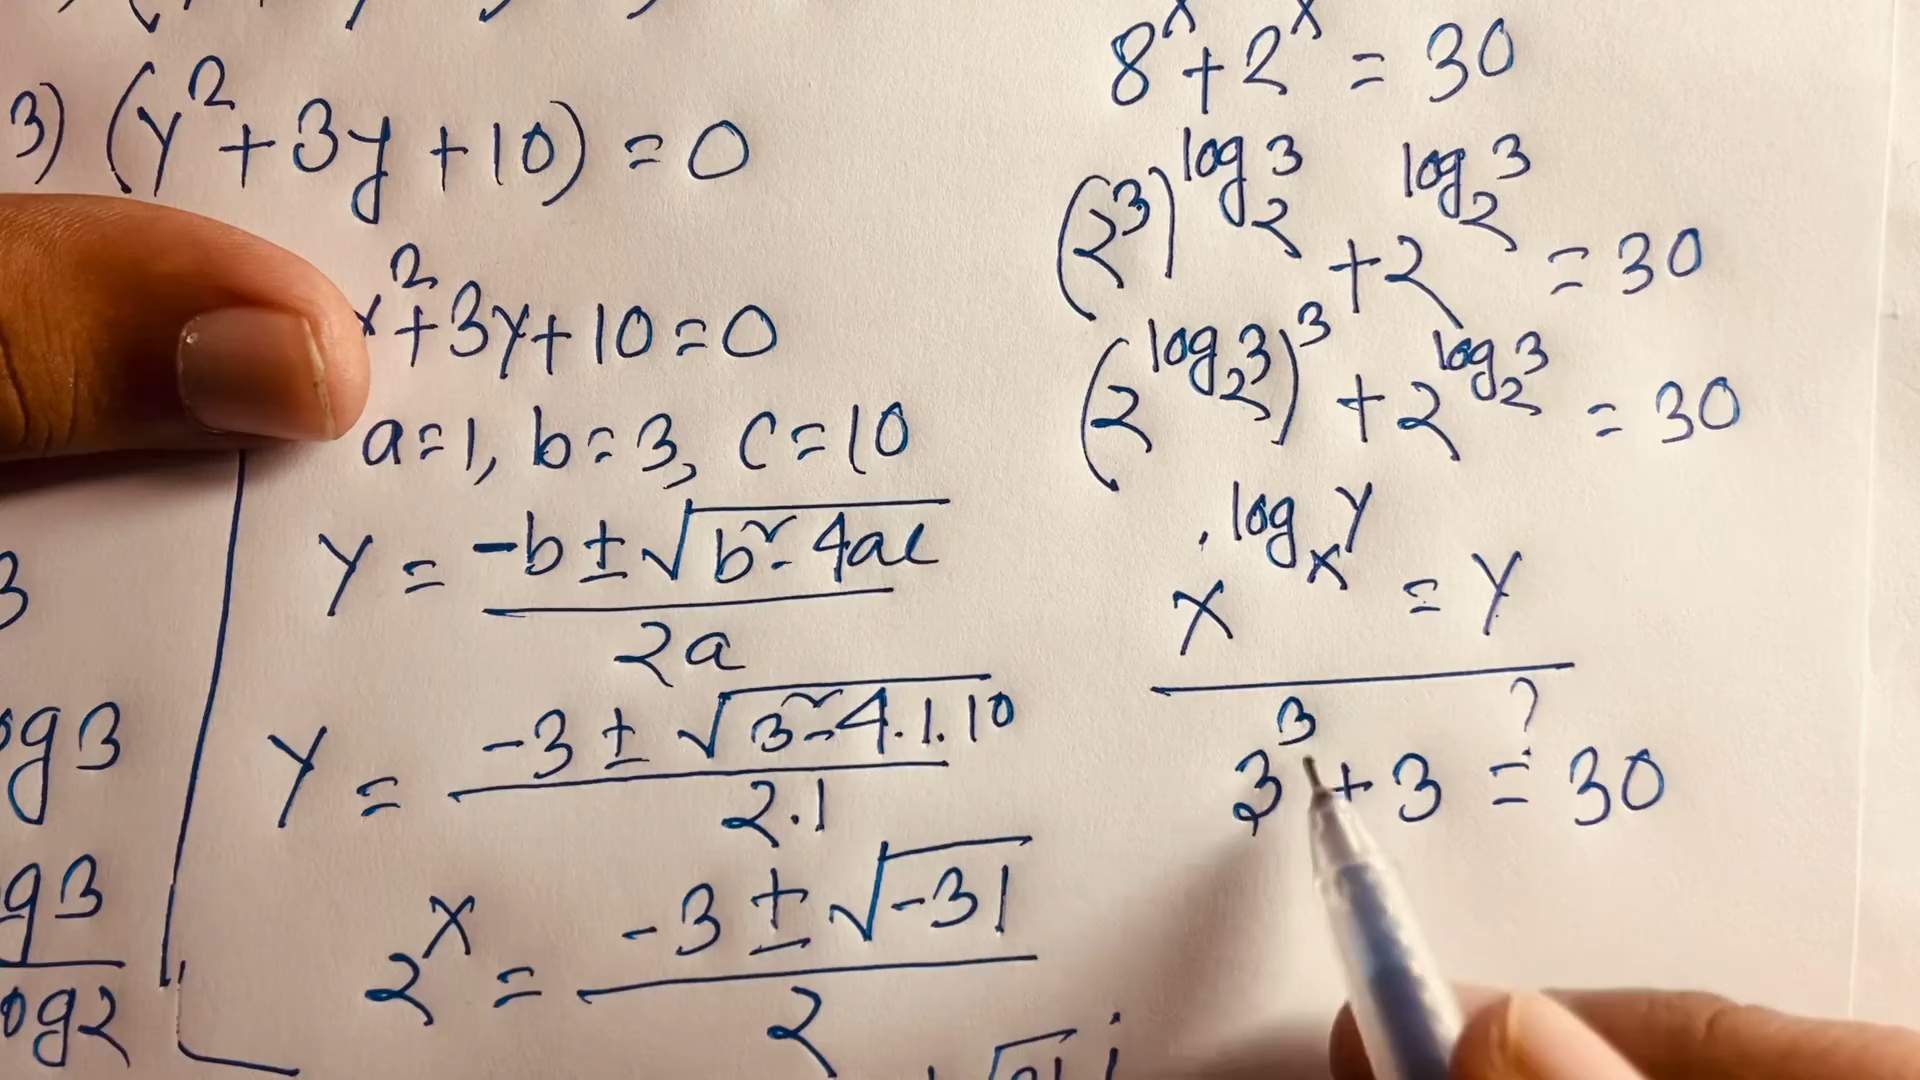 3) (y² + 3y + 10) = 0
² + 3y + 10 = 0
a = 1, b = 3, c = 10
y = (-b ± √(b² - 4ac)) / 2a
y = (-3 ± √(3² - 4.1.10)) / 2.1
2ˣ = (-3 ± √-31) / 2
3
og3
g3
og2
8ˣ + 2ˣ = 30
(2³)^(log₂3) + 2^(log₂3) = 30
(2^(log₂3))³ + 2^(log₂3) = 30
x^(logₓy) = y
?
3³ + 3 = 30